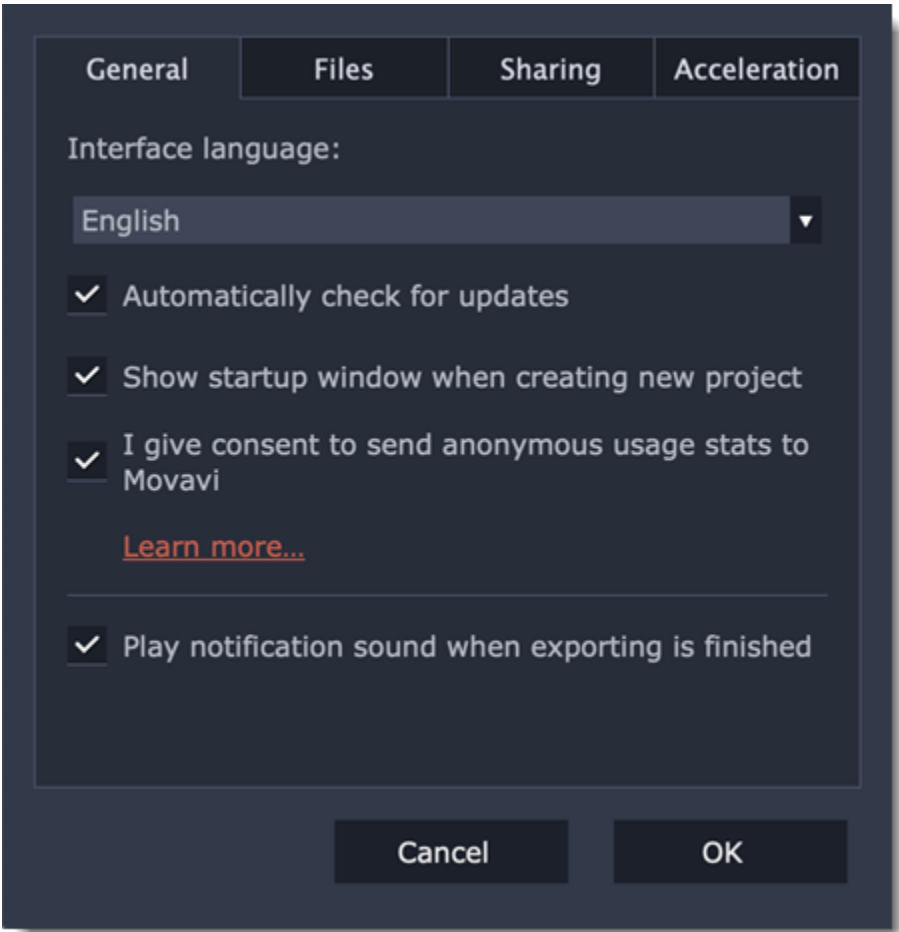 General Files Sharing Acceleration
Interface language:
English
Automatically check for updates
Show startup window when creating new project
I give consent to send anonymous usage stats to
Movavi
Learn more...
Play notification sound when exporting is finished
Cancel OK